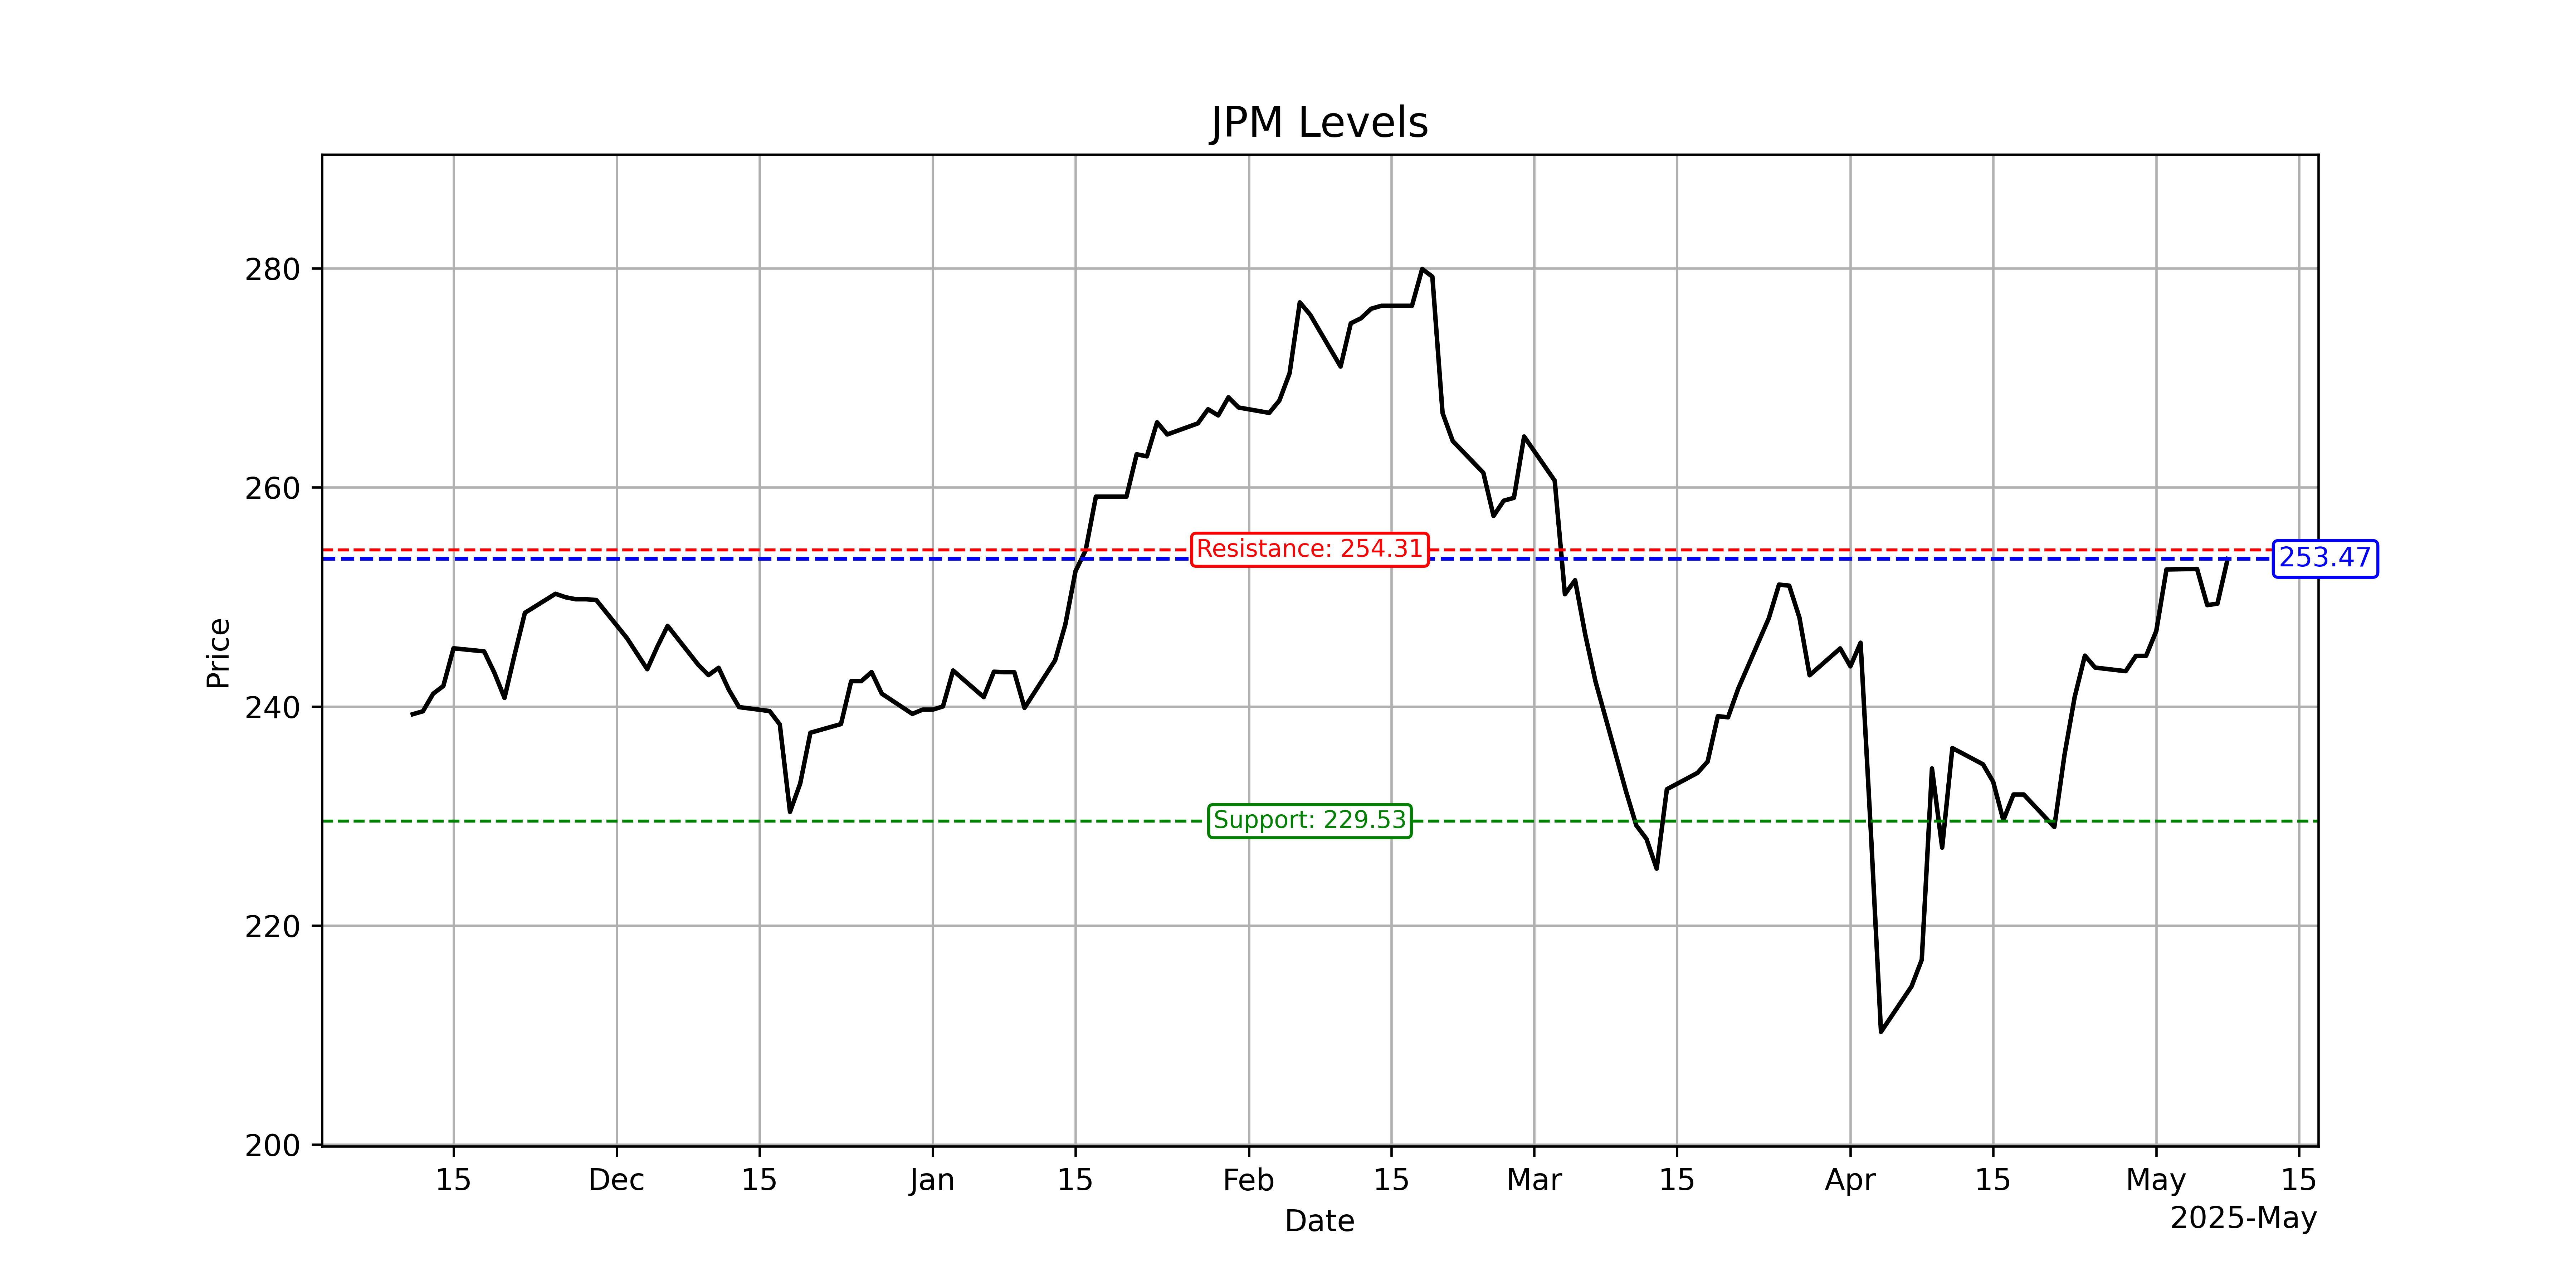 JPM Levels
280
260
Resistance: 254.31
253.47
Price
240
Support: 229.53
220
200
15 Dec 15 Jan 15 Feb 15 Mar 15 Apr 15 May 15
Date
2025-May